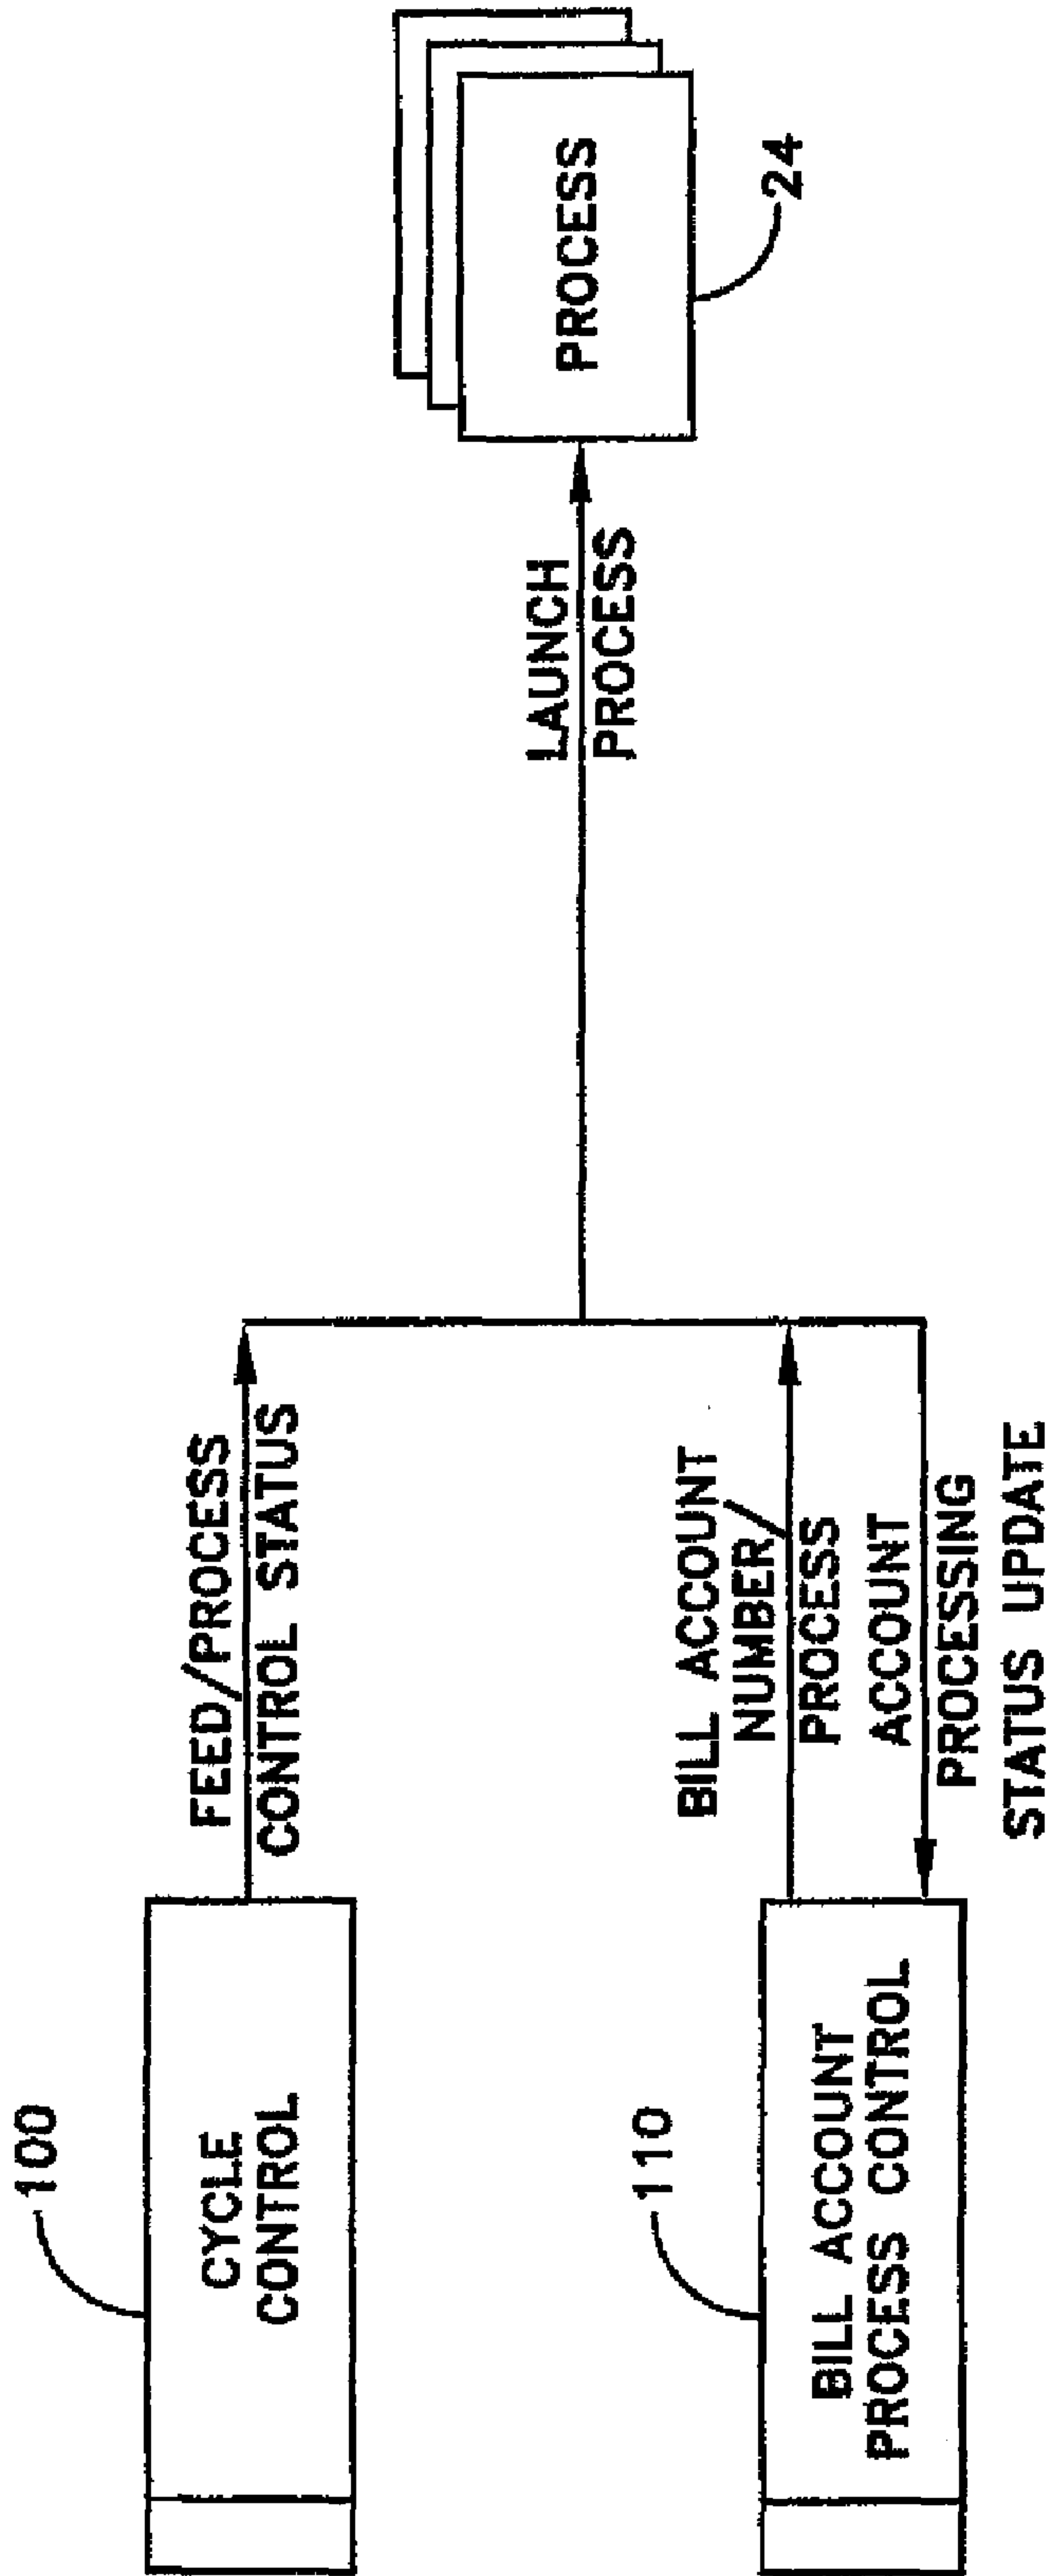 100
CYCLE
CONTROL
FEED/PROCESS
CONTROL STATUS
LAUNCH
PROCESS
PROCESS
24
110
BILL ACCOUNT
PROCESS CONTROL
BILL ACCOUNT
NUMBER/
PROCESS
ACCOUNT
PROCESSING
STATUS UPDATE